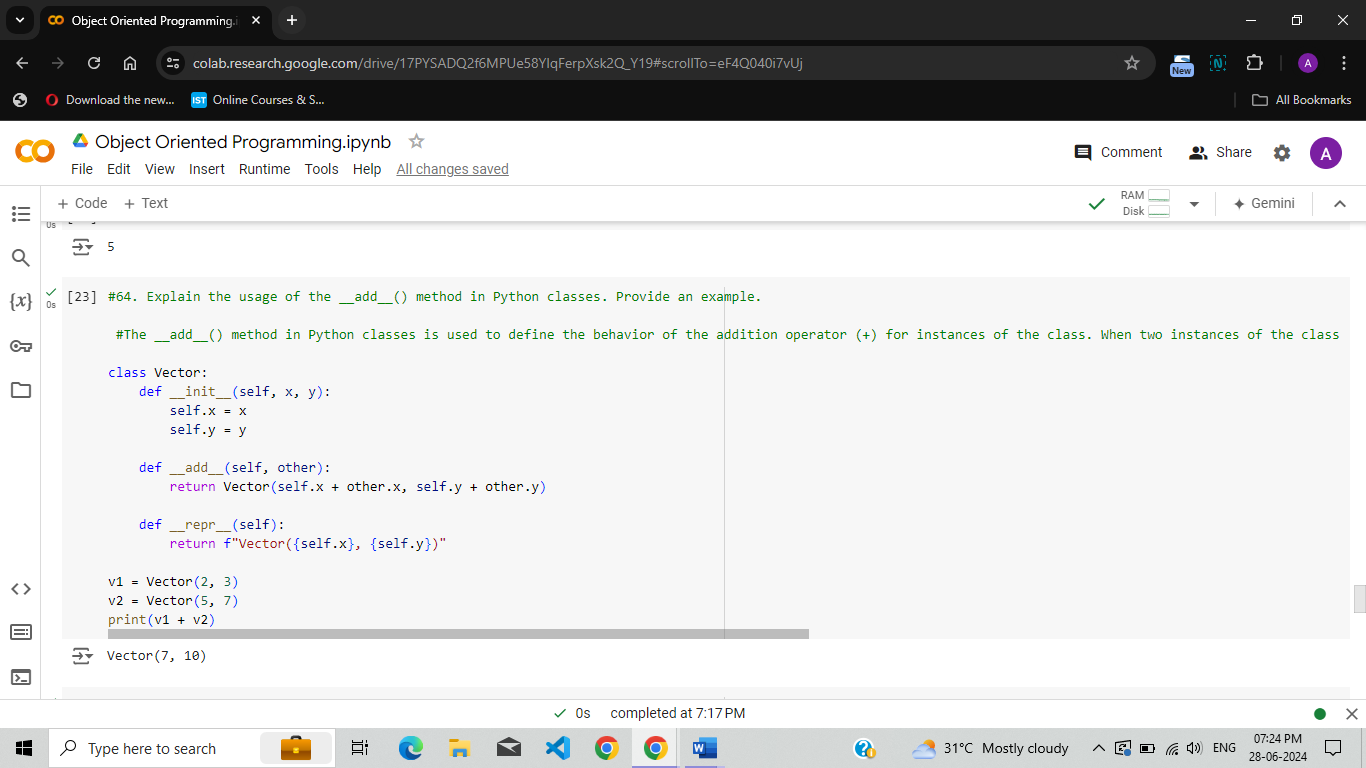 Object Oriented Programming.
colab.research.google.com/drive/17PYSADQ2f6MPUe58YIqFerpXsk2Q_Y19#scrollTo=eF4Q040i7vUj
New
N
A
Download the new...
IST Online Courses & S...
All Bookmarks
Object Oriented Programming.ipynb
File Edit View Insert Runtime Tools Help All changes saved
Comment
Share
A
+ Code + Text
RAM
Disk
Gemini
0s
5
0s
[23] #64. Explain the usage of the __add__() method in Python classes. Provide an example.
#The __add__() method in Python classes is used to define the behavior of the addition operator (+) for instances of the class. When two instances of the class
class Vector:
def __init__(self, x, y):
self.x = x
self.y = y
def __add__(self, other):
return Vector(self.x + other.x, self.y + other.y)
def __repr__(self):
return f"Vector({self.x}, {self.y})"
v1 = Vector(2, 3)
v2 = Vector(5, 7)
print(v1 + v2)
Vector(7, 10)
0s completed at 7:17 PM
Type here to search
31°C Mostly cloudy
ENG
07:24 PM
28-06-2024